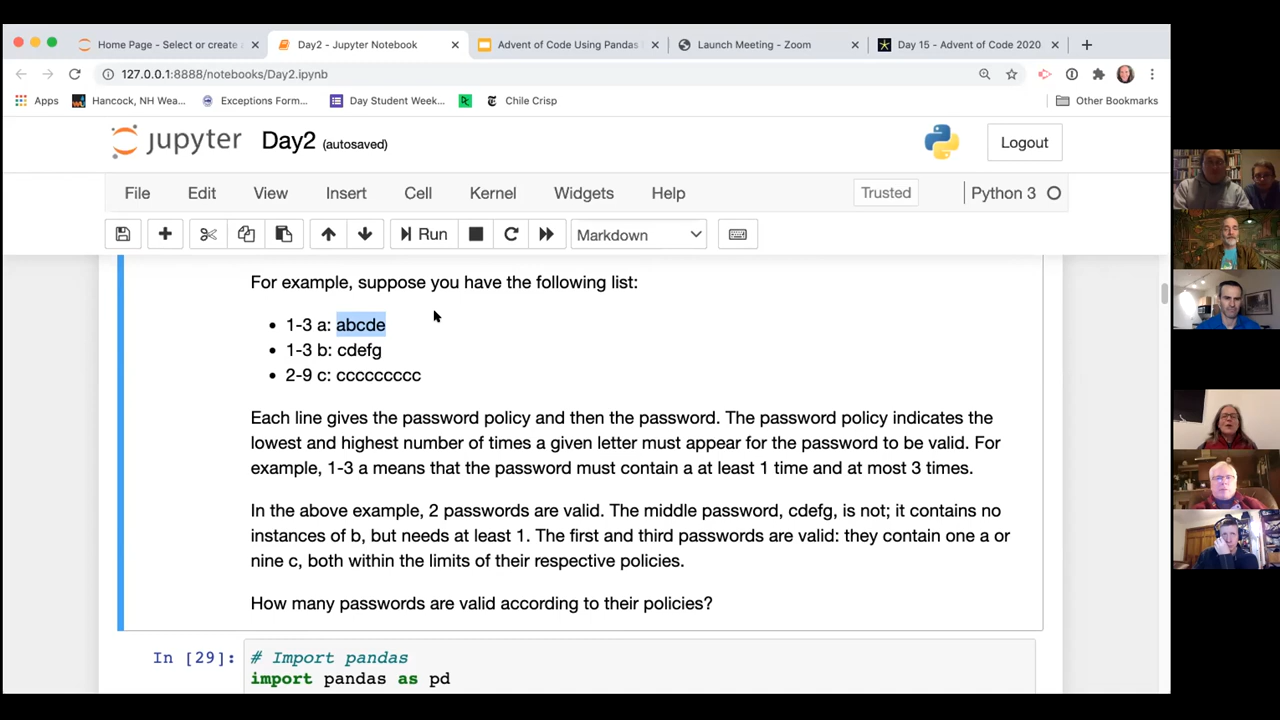 Home Page - Select or create
Day2 - Jupyter Notebook
Advent of Code Using Pandas
Launch Meeting - Zoom
Day 15 - Advent of Code 2020
127.0.0.1:8888/notebooks/Day2.ipynb
Apps
Hancock, NH Wea...
Exceptions Form...
Day Student Week...
Chile Crisp
Other Bookmarks
jupyter Day2 (autosaved)
Logout
File Edit View Insert Cell Kernel Widgets Help
Trusted
Python 3
Run
Markdown
For example, suppose you have the following list:
• 1-3 a: abcde
• 1-3 b: cdefg
• 2-9 c: ccccccccc
Each line gives the password policy and then the password. The password policy indicates the
lowest and highest number of times a given letter must appear for the password to be valid. For
example, 1-3 a means that the password must contain a at least 1 time and at most 3 times.
In the above example, 2 passwords are valid. The middle password, cdefg, is not; it contains no
instances of b, but needs at least 1. The first and third passwords are valid: they contain one a or
nine c, both within the limits of their respective policies.
How many passwords are valid according to their policies?
In [29]:
# Import pandas
import pandas as pd